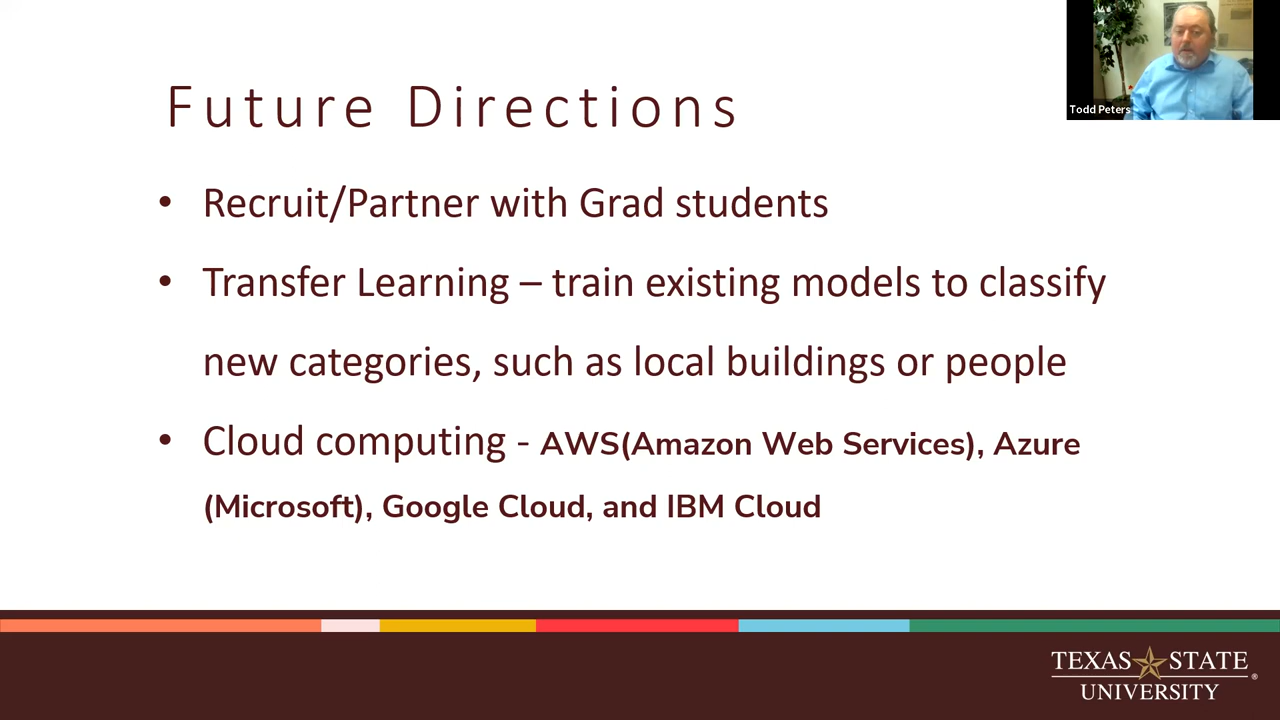 Future Directions
Todd Peters
• Recruit/Partner with Grad students
• Transfer Learning – train existing models to classify
new categories, such as local buildings or people
• Cloud computing - AWS(Amazon Web Services), Azure
(Microsoft), Google Cloud, and IBM Cloud
TEXAS STATE
UNIVERSITY®